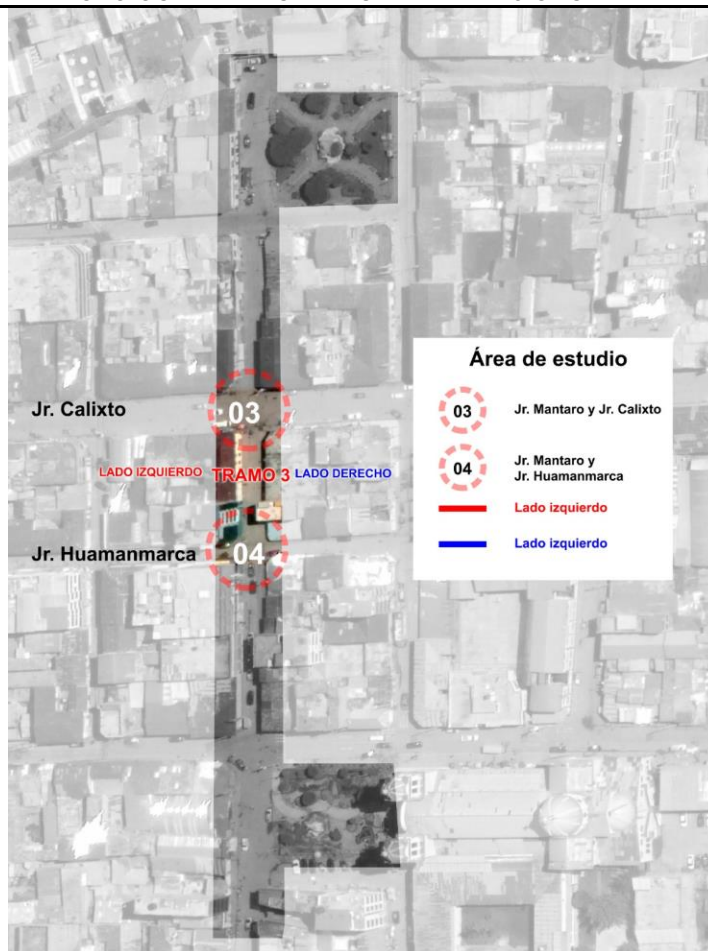 Área de estudio
03 Jr. Mantaro y Jr. Calixto
04 Jr. Mantaro y
Jr. Huamanmarca
Lado izquierdo
Lado izquierdo
Jr. Calixto
03
LADO IZQUIERDO TRAMO 3 LADO DERECHO
Jr. Huamanmarca
04